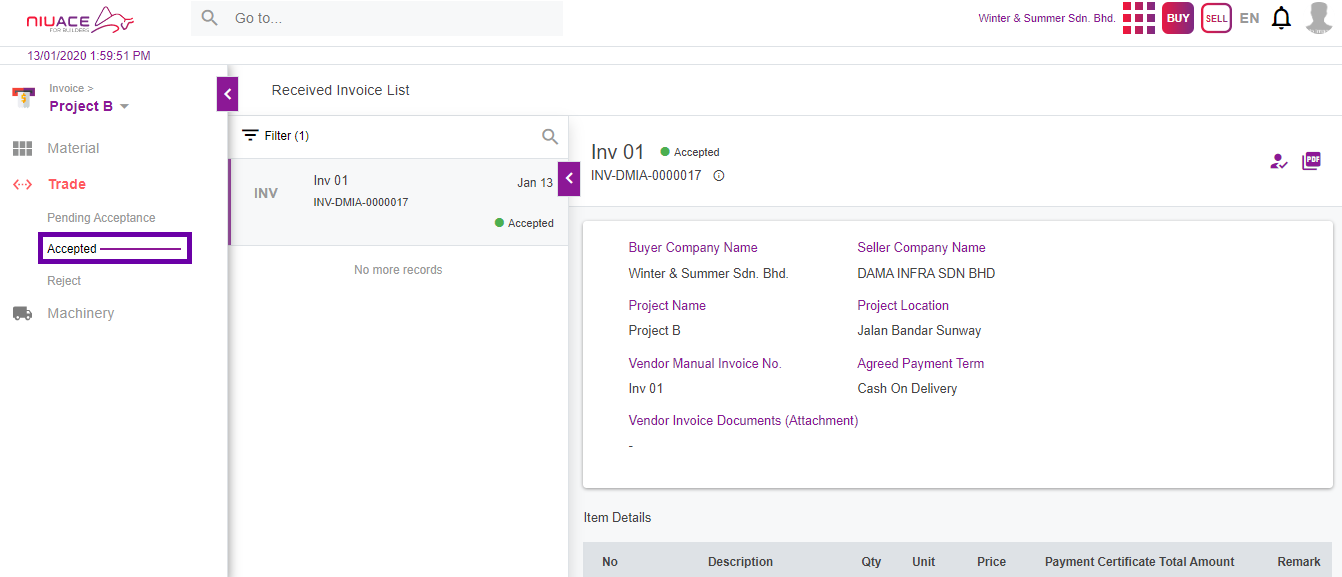 NIUACE
FOR BUILDERS
Go to...
Winter & Summer Sdn. Bhd.
BUY
SELL
EN
13/01/2020 1:59:51 PM
Invoice >
Project B
Material
Trade
Pending Acceptance
Accepted
Reject
Machinery
Received Invoice List
Filter (1)
INV
Inv 01
Jan 13
INV-DMIA-0000017
Accepted
No more records
Inv 01
Accepted
INV-DMIA-0000017
PDF
Buyer Company Name
Seller Company Name
Winter & Summer Sdn. Bhd.
DAMA INFRA SDN BHD
Project Name
Project Location
Project B
Jalan Bandar Sunway
Vendor Manual Invoice No.
Agreed Payment Term
Inv 01
Cash On Delivery
Vendor Invoice Documents (Attachment)
-
Item Details
No Description Qty Unit Price Payment Certificate Total Amount Remark